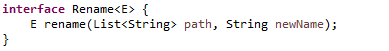 interface Rename<E> {
    E rename(List<String> path, String newName);
}